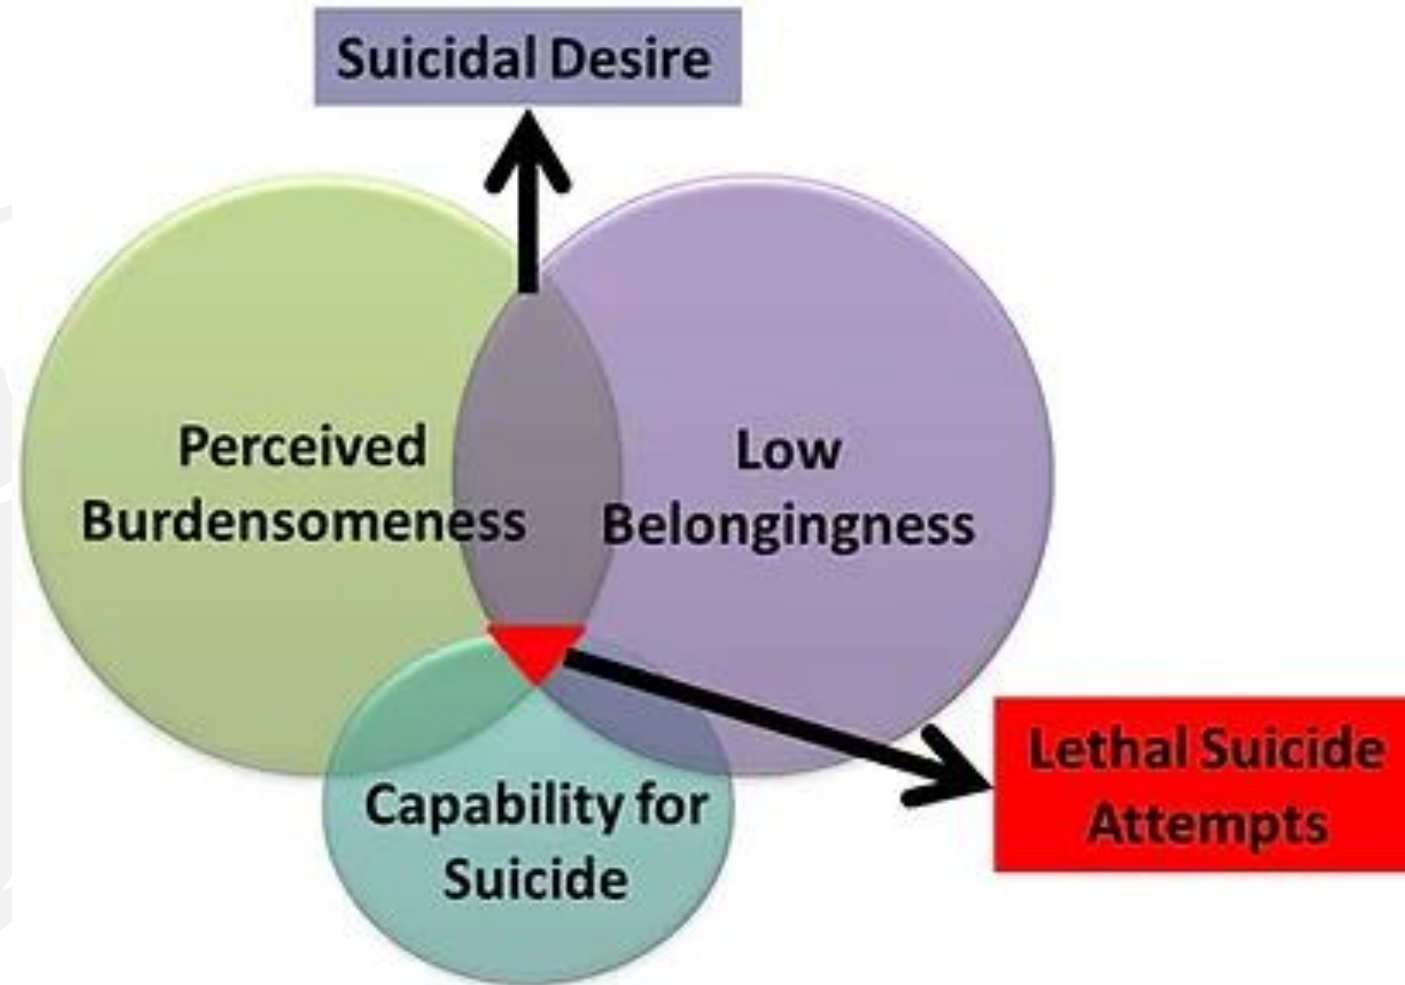 Suicidal Desire
Perceived
Burdensomeness
Low
Belongingness
Capability for
Suicide
Lethal Suicide
Attempts